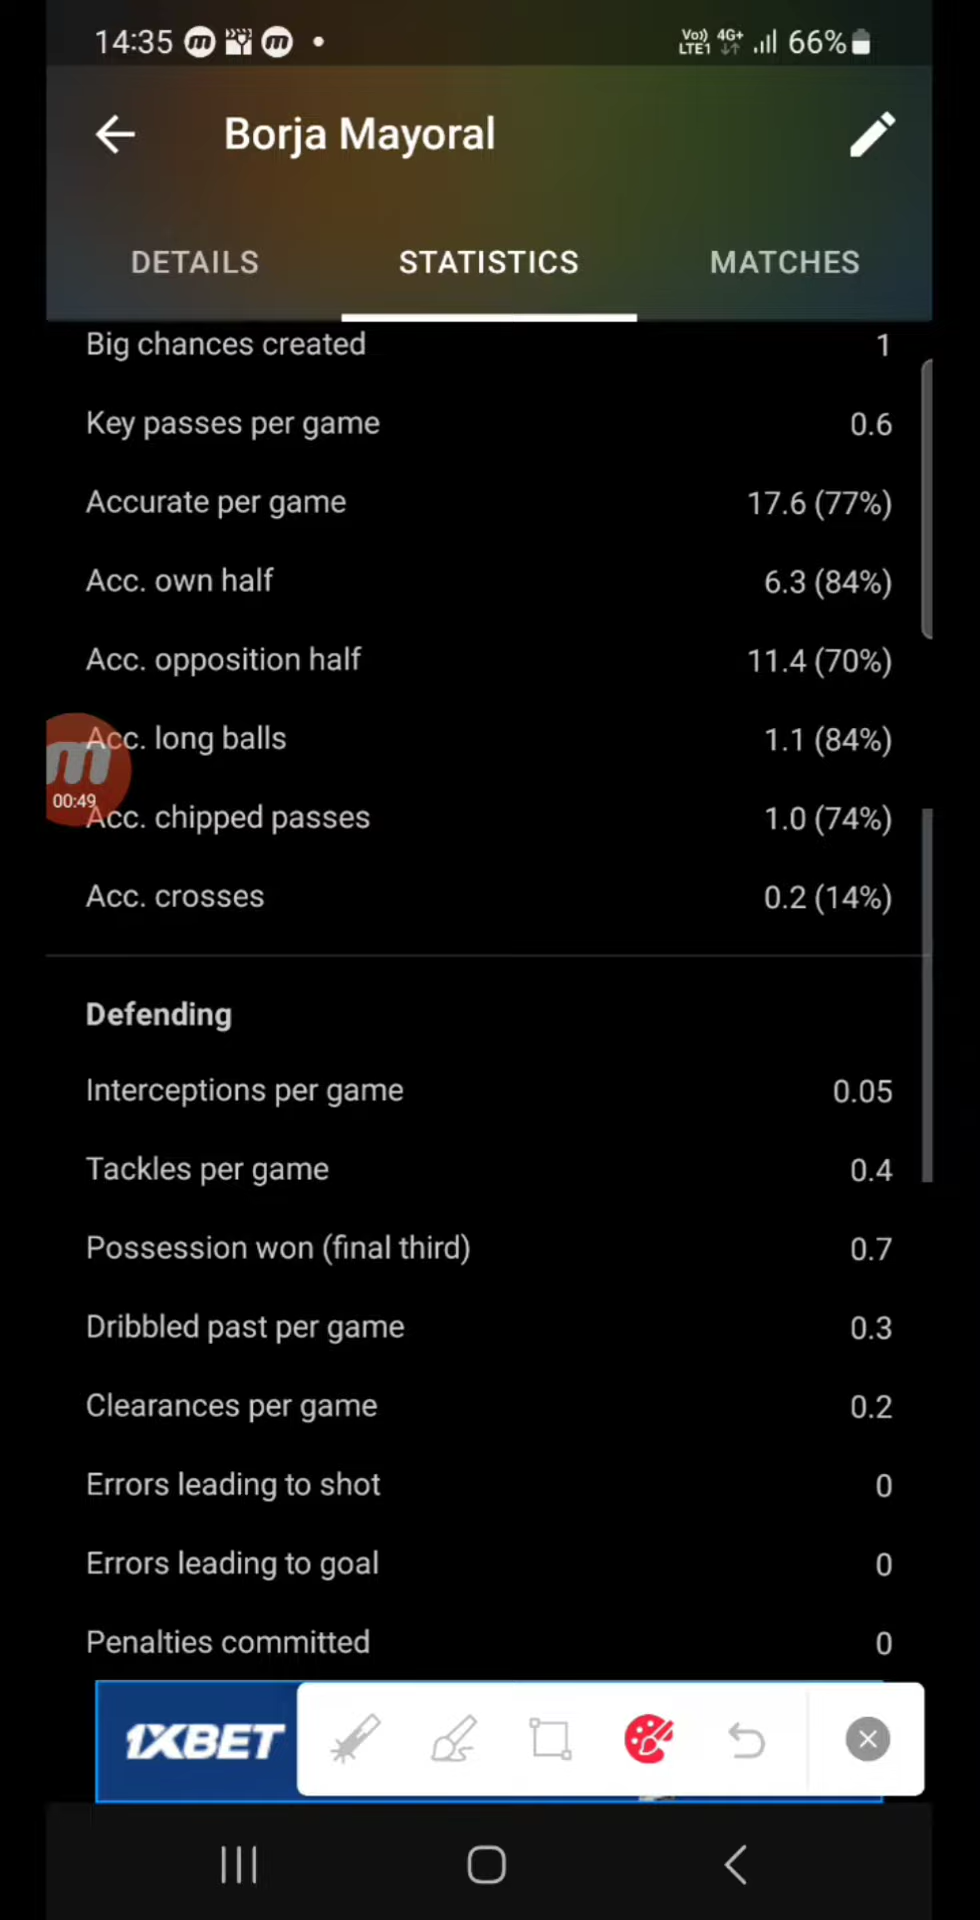 14:35 m m • Vo)) LTE1 4G+ 66%
Borja Mayoral
DETAILS STATISTICS MATCHES
Big chances created 1
Key passes per game 0.6
Accurate per game 17.6 (77%)
Acc. own half 6.3 (84%)
Acc. opposition half 11.4 (70%)
Acc. long balls 1.1 (84%)
m
00:49
Acc. chipped passes 1.0 (74%)
Acc. crosses 0.2 (14%)
Defending
Interceptions per game 0.05
Tackles per game 0.4
Possession won (final third) 0.7
Dribbled past per game 0.3
Clearances per game 0.2
Errors leading to shot 0
Errors leading to goal 0
Penalties committed 0
1XBET